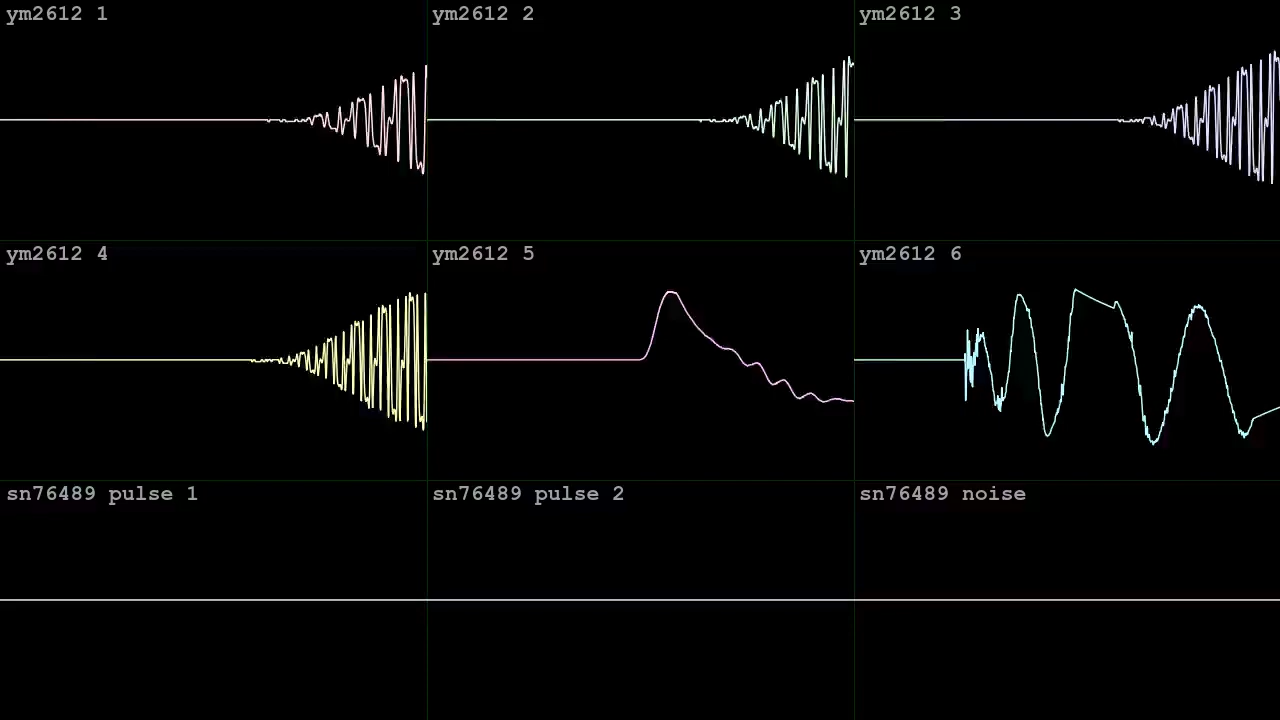 ym2612 1
ym2612 2
ym2612 3
ym2612 4
ym2612 5
ym2612 6
sn76489 pulse 1
sn76489 pulse 2
sn76489 noise